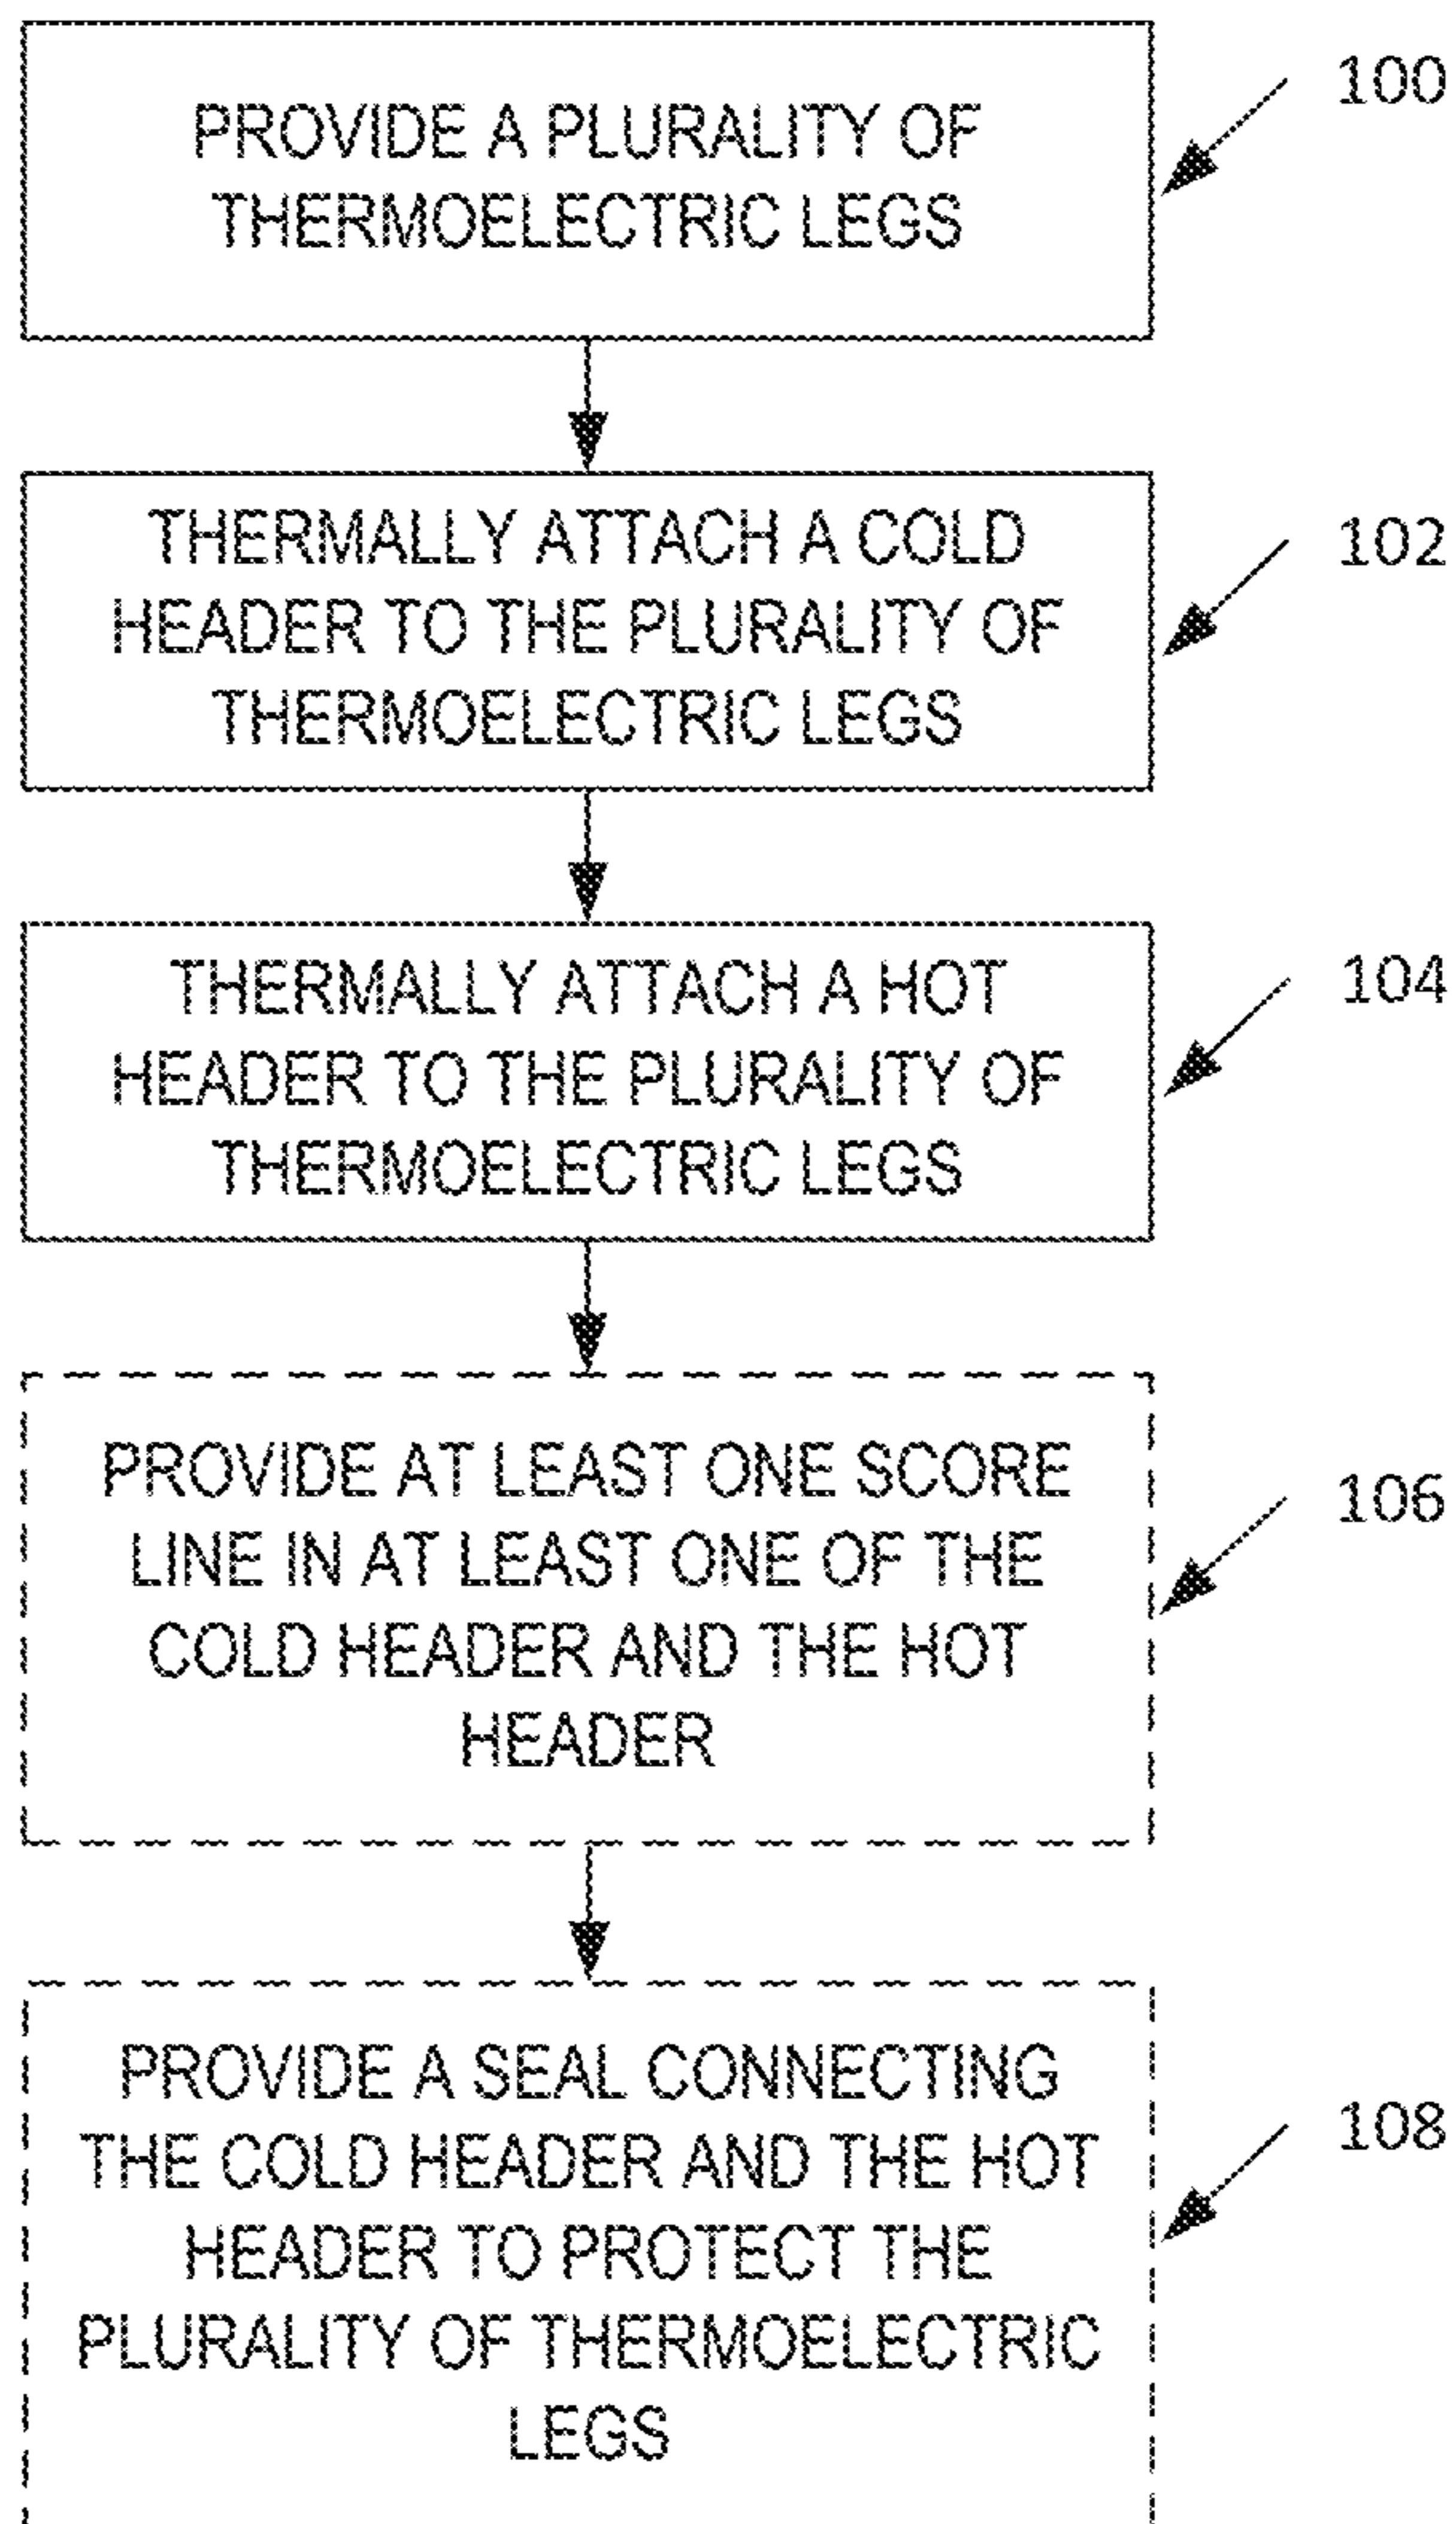 PROVIDE A PLURALITY OF
THERMOELECTRIC LEGS
100
THERMALLY ATTACH A COLD
HEADER TO THE PLURALITY OF
THERMOELECTRIC LEGS
102
THERMALLY ATTACH A HOT
HEADER TO THE PLURALITY OF
THERMOELECTRIC LEGS
104
PROVIDE AT LEAST ONE SCORE
LINE IN AT LEAST ONE OF THE
COLD HEADER AND THE HOT
HEADER
106
PROVIDE A SEAL CONNECTING
THE COLD HEADER AND THE HOT
HEADER TO PROTECT THE
PLURALITY OF THERMOELECTRIC
LEGS
108